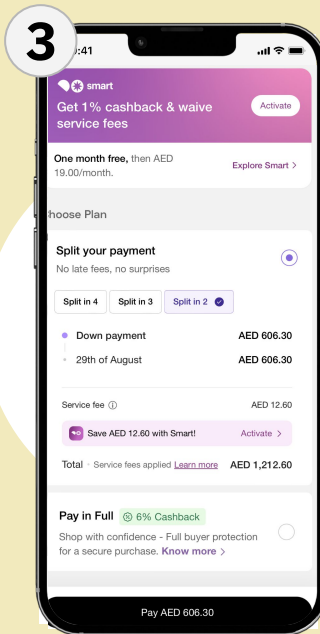 3
:41
smart
Get 1% cashback & waive
service fees
Activate
One month free, then AED
19.00/month.
Explore Smart >
hoose Plan
Split your payment
No late fees, no surprises
Split in 4
Split in 3
Split in 2
Down payment AED 606.30
29th of August AED 606.30
Service fee AED 12.60
Save AED 12.60 with Smart! Activate >
Total · Service fees applied Learn more AED 1,212.60
Pay in Full 6% Cashback
Shop with confidence - Full buyer protection
for a secure purchase. Know more >
Pay AED 606.30